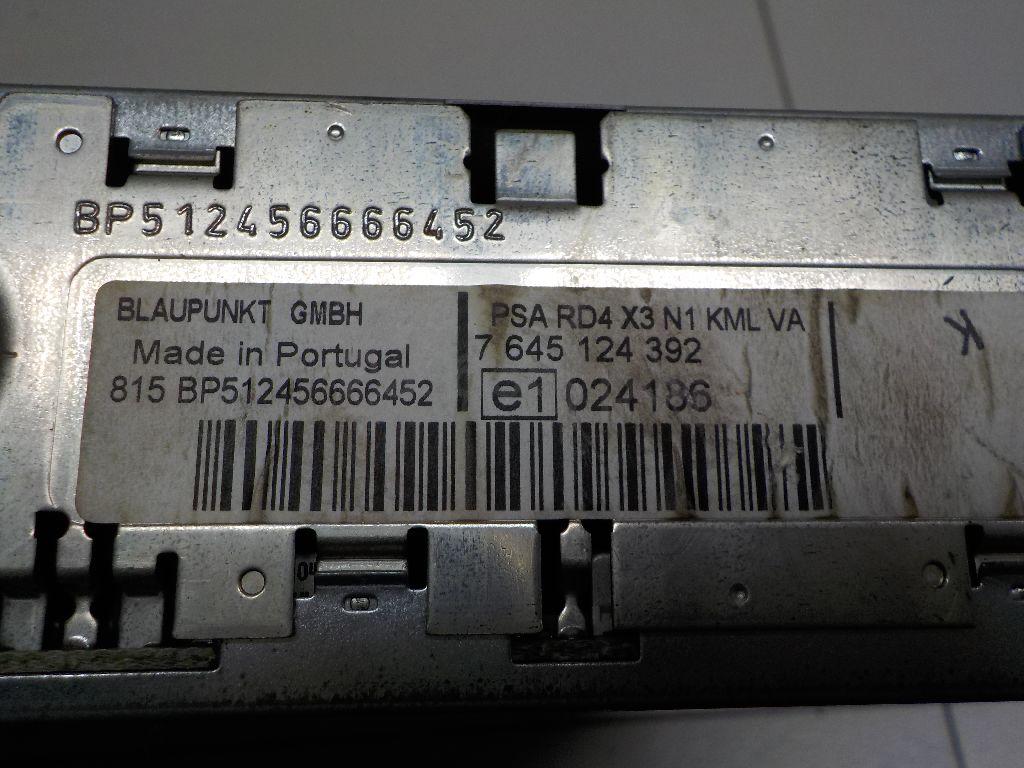 BP512456666452
BLAUPUNKT GMBH
Made in Portugal
815 BP512456666452
PSA RD4 X3 N1 KML VA
7 645 124 392
e1 024186
K
04